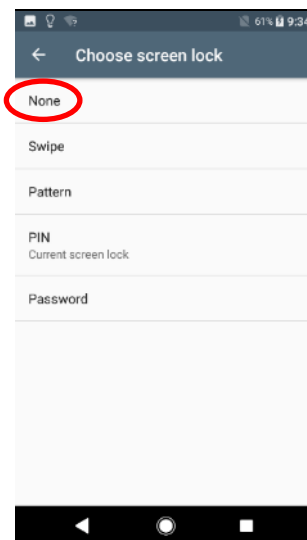 61% 9:34
Choose screen lock
None
Swipe
Pattern
PIN
Current screen lock
Password